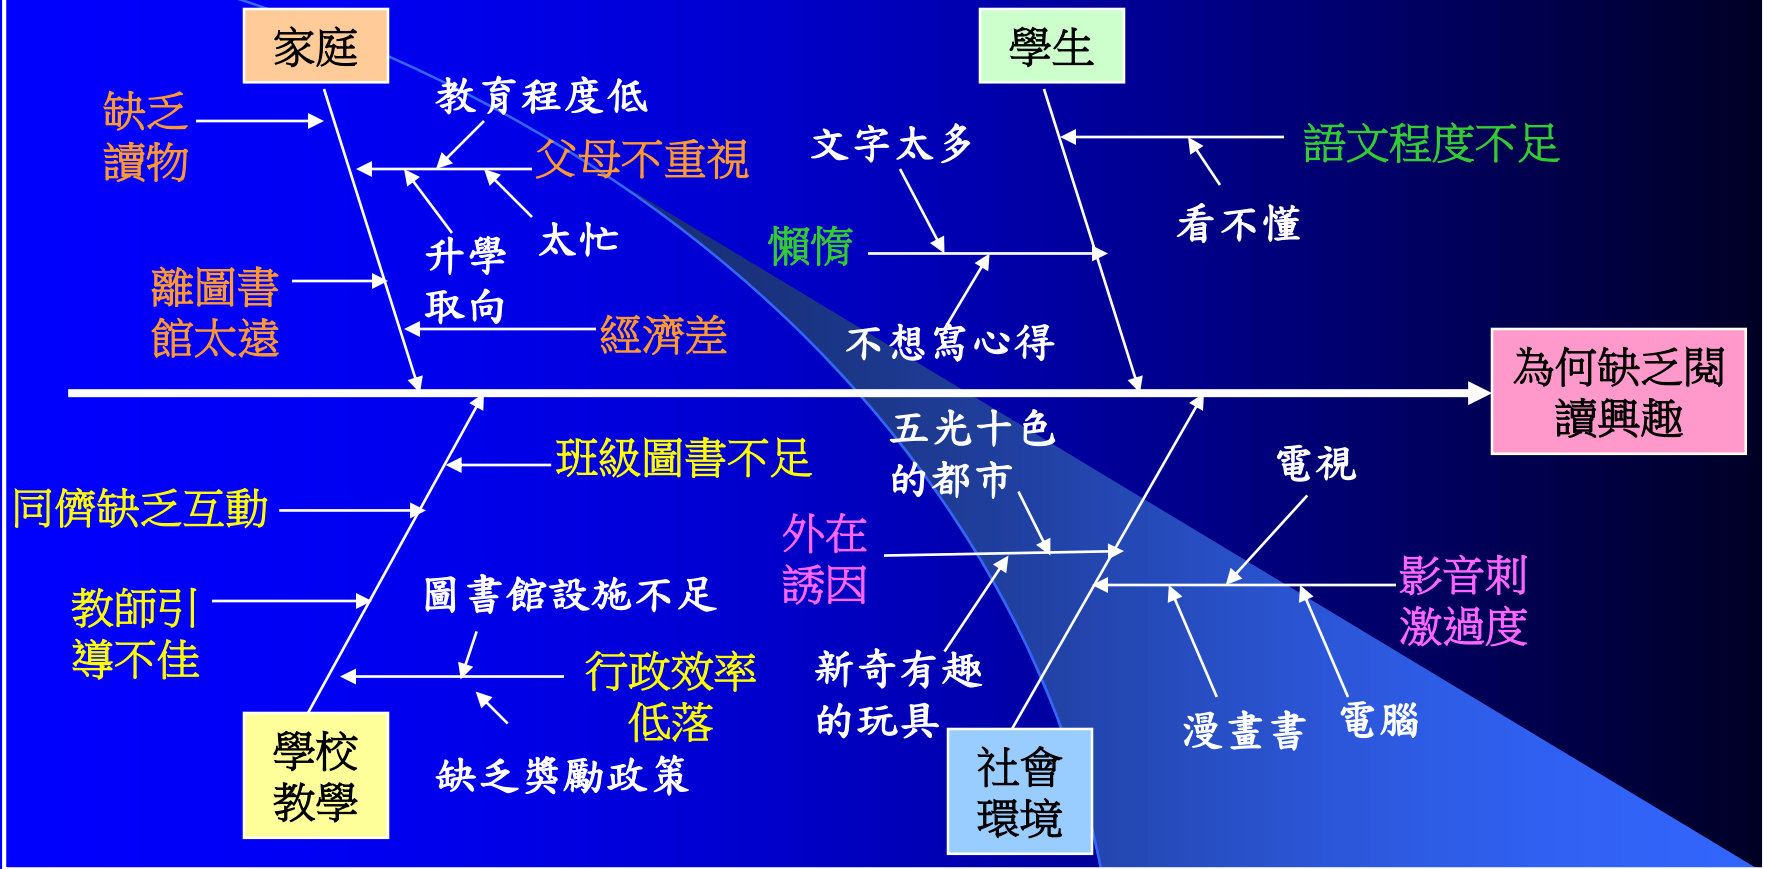 家庭
學生
教育程度低
缺乏
讀物
父母不重視
文字太多
語文程度不足
看不懂
太忙
懶惰
升學
取向
離圖書
館太遠
經濟差
不想寫心得
為何缺乏閱
讀興趣
五光十色
的都市
班級圖書不足
電視
同儕缺乏互動
外在
誘因
影音刺
激過度
圖書館設施不足
教師引
導不佳
行政效率
低落
新奇有趣
的玩具
漫畫書
電腦
學校
教學
缺乏獎勵政策
社會
環境